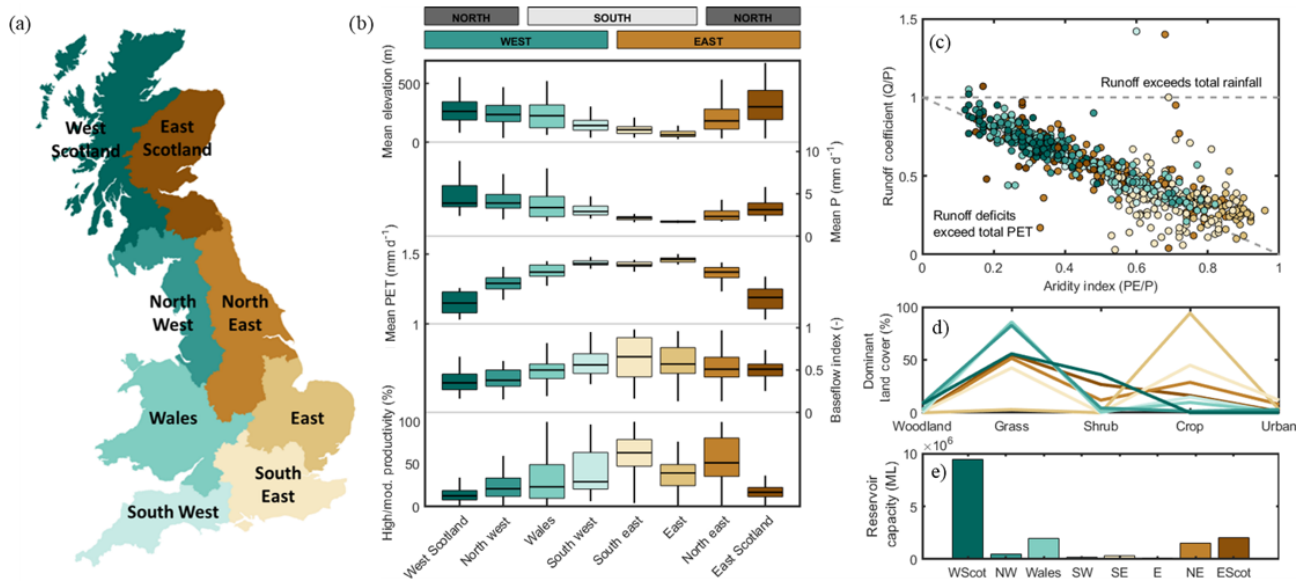 (a)
West
Scotland
East
Scotland
North
West
North
East
Wales
East
South
East
South West
(b)
NORTH
SOUTH
NORTH
WEST
EAST
Mean elevation (m)
500
0
Mean P (mm d⁻¹)
10
5
0
Mean PET (mm d⁻¹)
1.5
1
Baseflow index (-)
1
0.5
0
High/mod. productivity (%)
100
50
0
West Scotland
North west
Wales
South west
South east
East
North east
East Scotland
(c)
Runoff coefficient (Q/P)
1.5
1
0.5
0
Runoff exceeds total rainfall
Runoff deficits
exceed total PET
0 0.2 0.4 0.6 0.8 1
Aridity index (PE/P)
d)
Dominant
land cover (%)
100
50
0
Woodland Grass Shrub Crop Urban
e)
×10⁶
Reservoir
capacity (ML)
10
5
0
WScot NW Wales SW SE E NE EScot